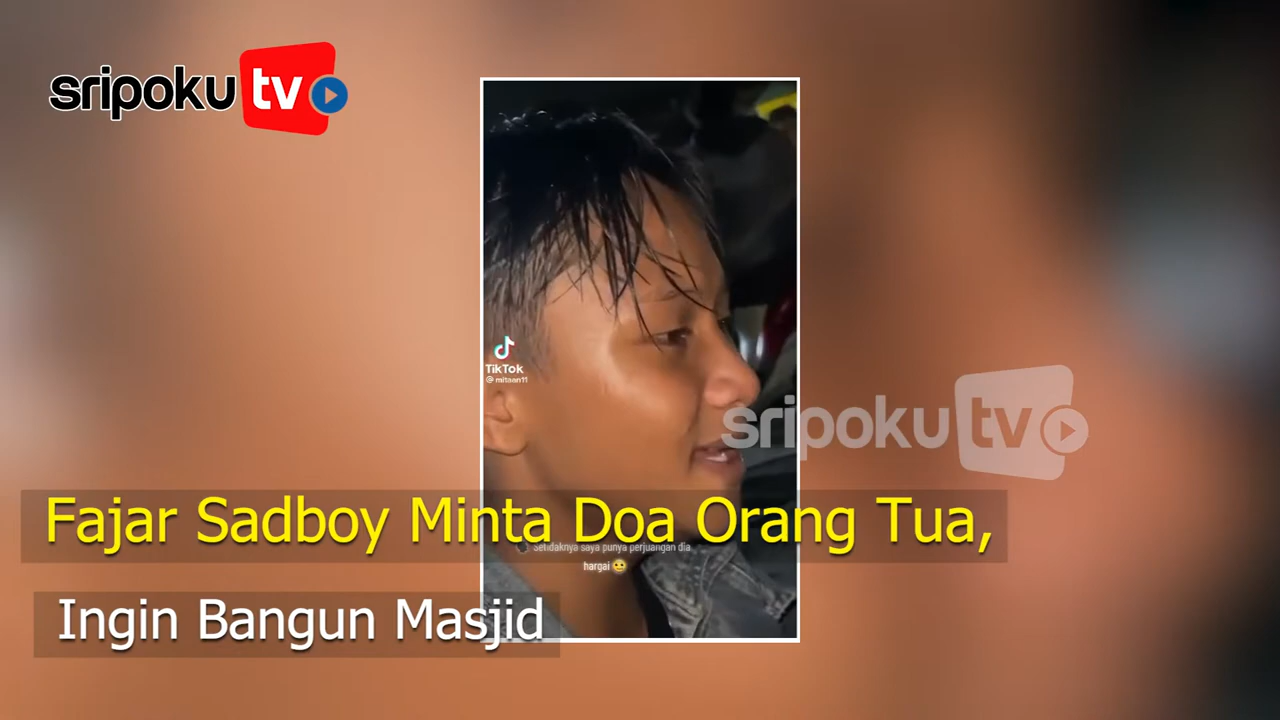 sripoku tv
TikTok
@mitaan11
sripoku tv
Fajar Sadboy Minta Doa Orang Tua,
Setidaknya saya punya perjuangan dia
hargai
Ingin Bangun Masjid